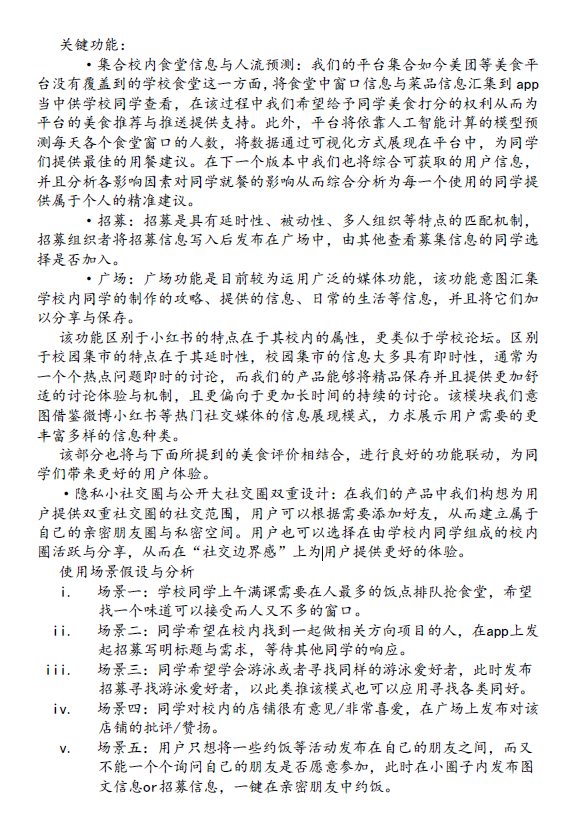 关键功能：
·集合校内食堂信息与人流预测：我们的平台集合如今美团等美食平
台没有覆盖到的学校食堂这一方面，将食堂中窗口信息与菜品信息汇集到 app
当中供学校同学查看，在该过程中我们希望给予同学美食打分的权利从而为
平台的美食推荐与推送提供支持。此外，平台将依靠人工智能计算的模型预
测每天各个食堂窗口的人数，将数据通过可视化方式展现在平台中，为同学
们提供最佳的用餐建议。在下一个版本中我们也将综合可获取的用户信息，
并且分析各影响因素对同学就餐的影响从而综合分析为每一个使用的同学提
供属于个人的精准建议。
·招募：招募是具有延时性、被动性、多人组织等特点的匹配机制，
招募组织者将招募信息写入后发布在广场中，由其他查看募集信息的同学选
择是否加入。
·广场：广场功能是目前较为运用广泛的媒体功能，该功能意图汇集
学校内同学的制作的攻略、提供的信息、日常的生活等信息，并且将它们加
以分享与保存。
该功能区别于小红书的特点在于其校内的属性，更类似于学校论坛。区别
于校园集市的特点在于其延时性，校园集市的信息大多具有即时性，通常为
一个个热点问题即时的讨论，而我们的产品能够将精品保存并且提供更加舒
适的讨论体验与机制，且更偏向于更加长时间的持续的讨论。该模块我们意
图借鉴微博小红书等热门社交媒体的信息展现模式，力求展示用户需要的更
丰富多样的信息种类。
该部分也将与下面所提到的美食评价相结合，进行良好的功能联动，为同
学们带来更好的用户体验。
·隐私小社交圈与公开大社交圈双重设计：在我们的产品中我们构想为用
户提供双重社交圈的社交范围，用户可以根据需要添加好友，从而建立属于
自己的亲密朋友圈与私密空间。用户也可以选择在由学校内同学组成的校内
圈活跃与分享，从而在“社交边界感”上为用户提供更好的体验。
使用场景假设与分析
i. 场景一：学校同学上午满课需要在人最多的饭点排队抢食堂，希望
找一个味道可以接受而人又不多的窗口。
ii. 场景二：同学希望在校内找到一起做相关方向项目的人，在app上发
起招募写明标题与需求，等待其他同学的响应。
iii. 场景三：同学希望学会游泳或者寻找同样的游泳爱好者，此时发布
招募寻找游泳爱好者，以此类推该模式也可以应用寻找各类同好。
iv. 场景四：同学对校内的店铺很有意见/非常喜爱，在广场上发布对该
店铺的批评/赞扬。
v. 场景五：用户只想将一些约饭等活动发布在自己的朋友之间，而又
不能一个个询问自己的朋友是否愿意参加，此时在小圈子内发布图
文信息or招募信息，一键在亲密朋友中约饭。